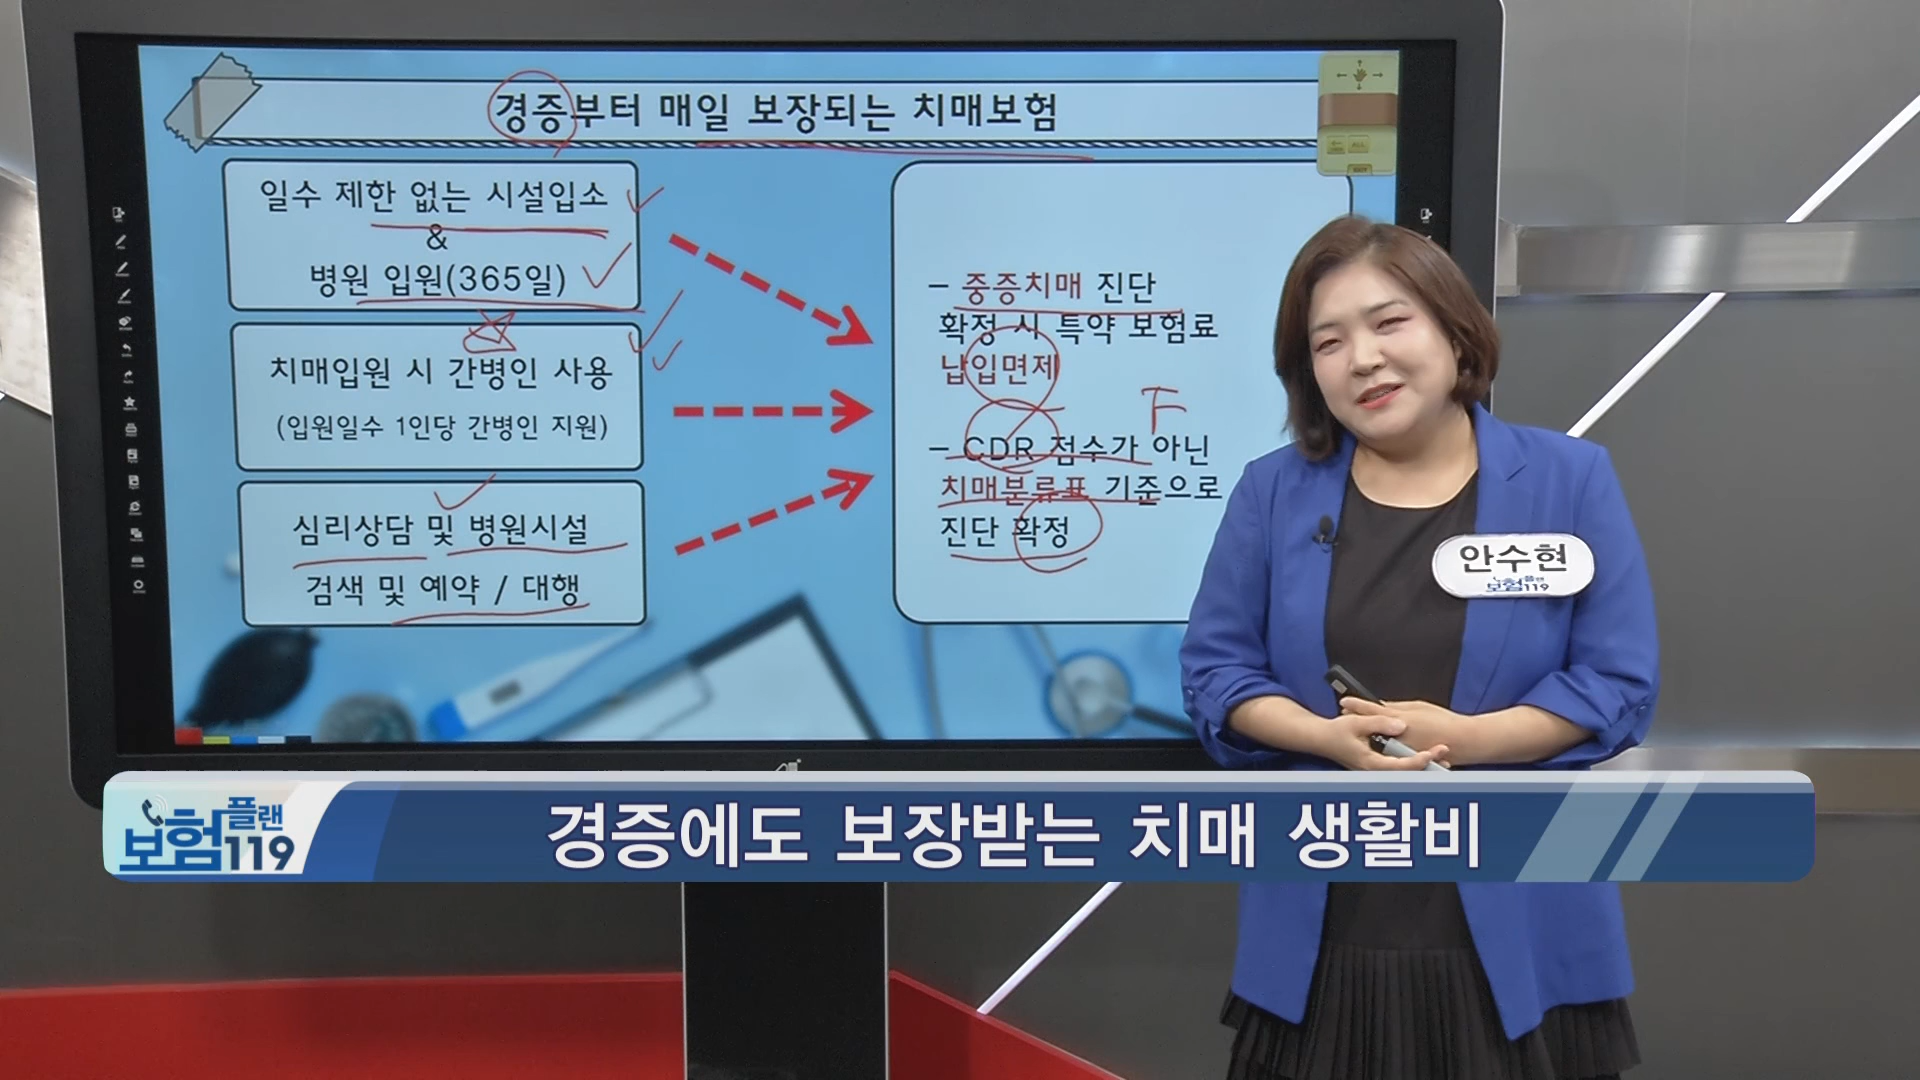 경증부터 매일 보장되는 치매보험
일수 제한 없는 시설입소
&
병원 입원(365일)
치매입원 시 간병인 사용
(입원일수 1인당 간병인 지원)
심리상담 및 병원시설
검색 및 예약 / 대행
- 중증치매 진단
확정 시 특약 보험료
납입면제
F
- CDR 점수가 아닌
치매분류표 기준으로
진단 확정
ALL
안수현
보험플랜119
보험플랜119
경증에도 보장받는 치매 생활비